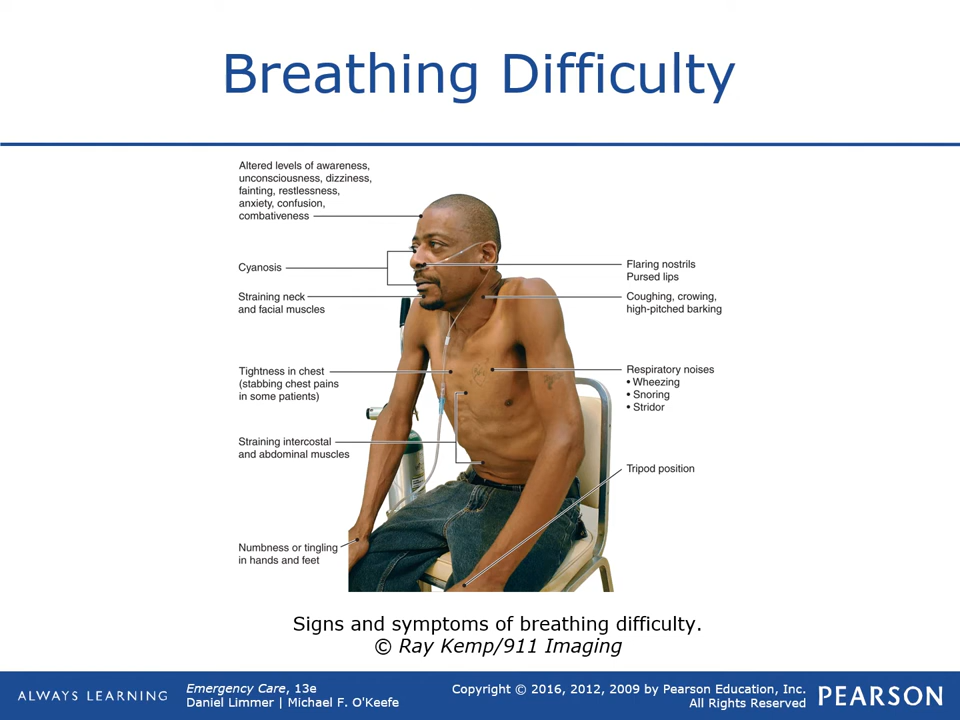 Breathing Difficulty
Altered levels of awareness,
unconsciousness, dizziness,
fainting, restlessness,
anxiety, confusion,
combativeness
Cyanosis
Straining neck
and facial muscles
Tightness in chest
(stabbing chest pains
in some patients)
Straining intercostal
and abdominal muscles
Numbness or tingling
in hands and feet
Flaring nostrils
Pursed lips
Coughing, crowing,
high-pitched barking
Respiratory noises
• Wheezing
• Snoring
• Stridor
Tripod position
Signs and symptoms of breathing difficulty.
© Ray Kemp/911 Imaging
ALWAYS LEARNING
Emergency Care, 13e
Daniel Limmer | Michael F. O'Keefe
Copyright © 2016, 2012, 2009 by Pearson Education, Inc.
All Rights Reserved
PEARSON